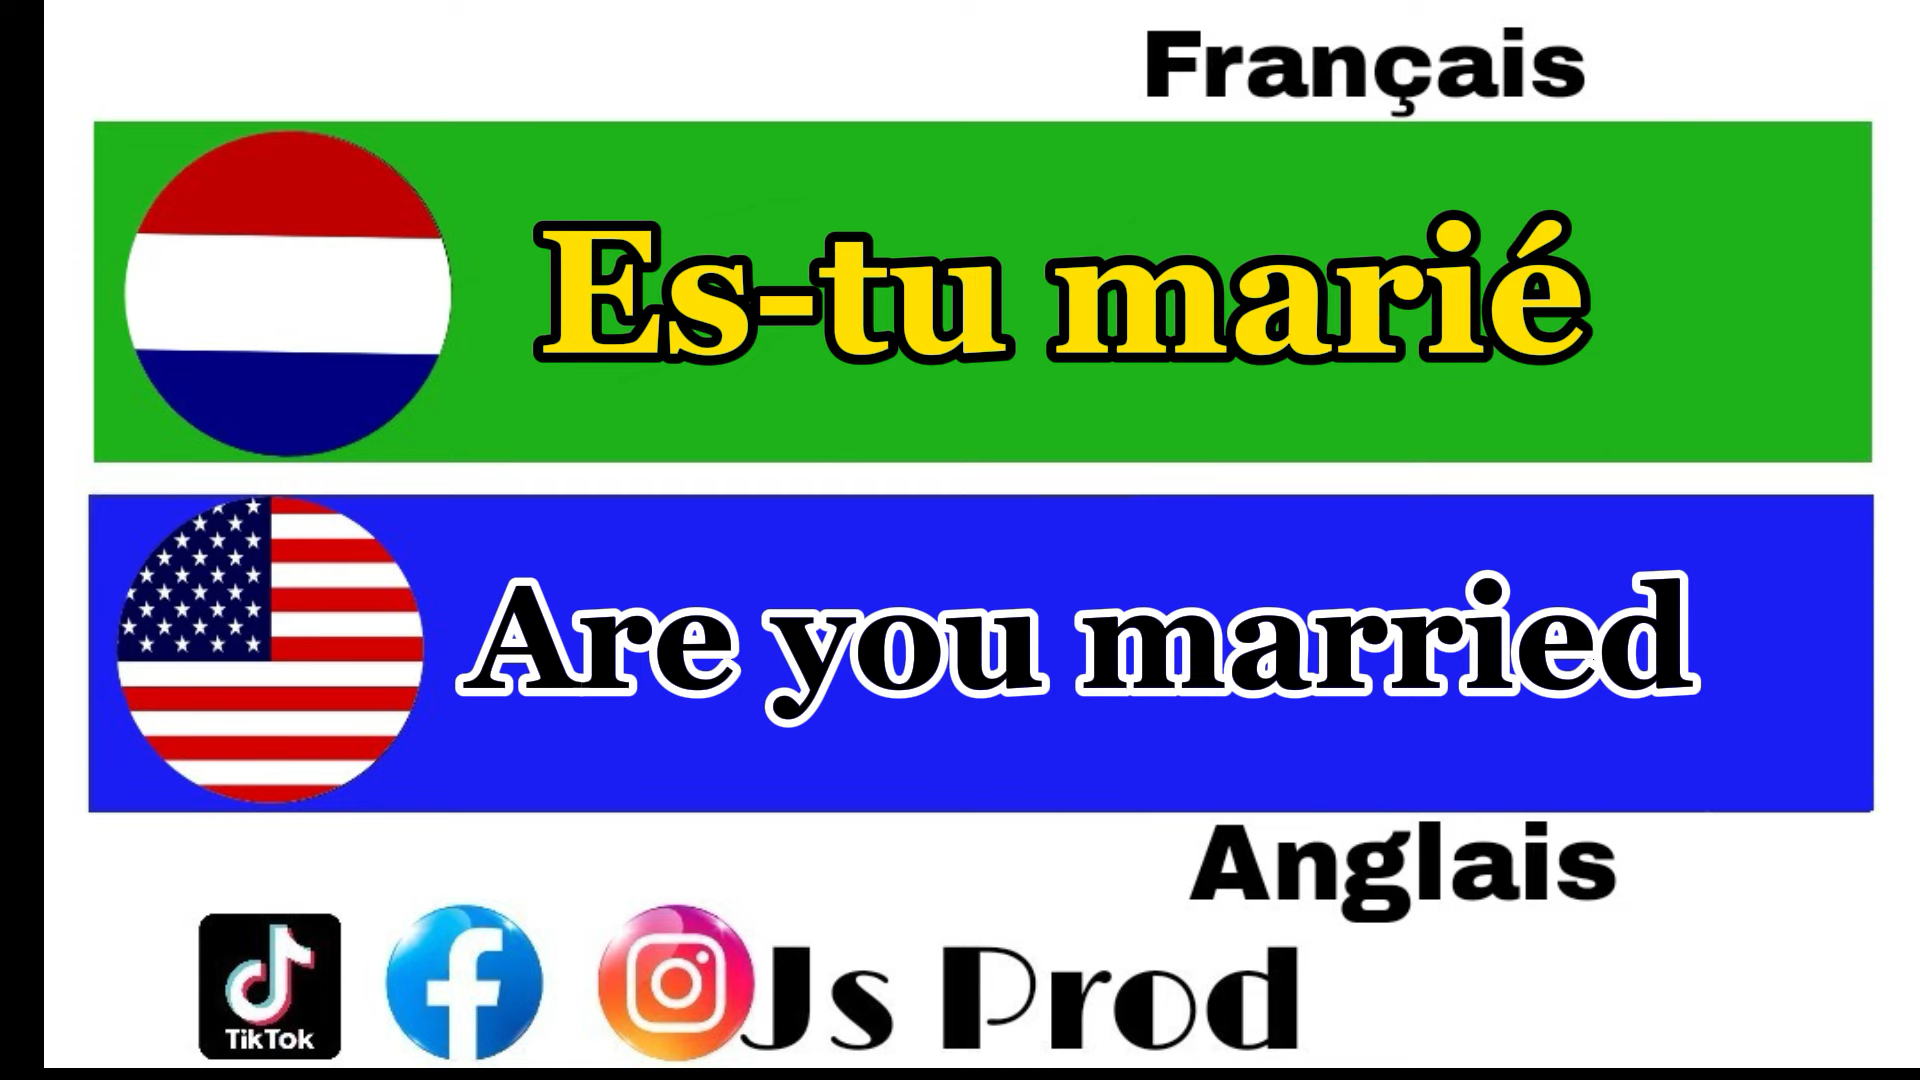 Français
Es-tu marié
Are you married
Anglais
TikTok
Js Prod